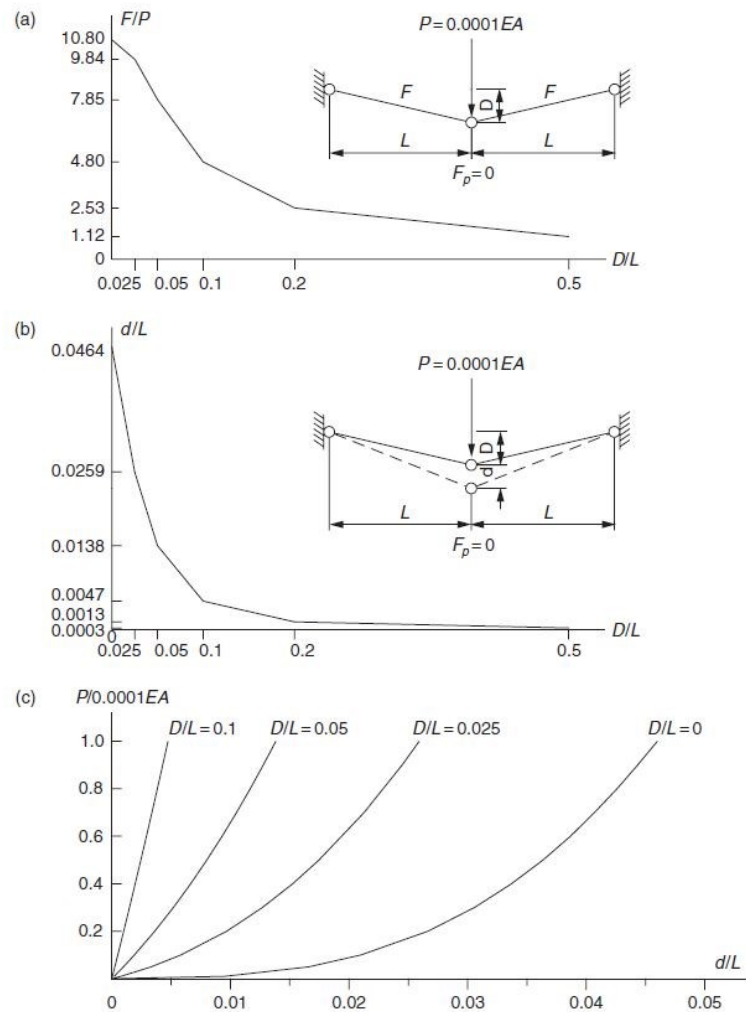 (a) F/P
P = 0.0001EA
10.80
9.84
7.85
4.80
2.53
1.12
0
F F D
L L
F_p = 0
0.025 0.05 0.1 0.2 0.5 D/L
(b) d/L
P = 0.0001EA
0.0464
0.0259
0.0138
0.0047
0.0013
0.0003
0
D
d
L L
F_p = 0
0.025 0.05 0.1 0.2 0.5
D/L
(c) P/0.0001EA
D/L = 0.1 D/L = 0.05 D/L = 0.025 D/L = 0
1.0
0.8
0.6
0.4
0.2
d/L
0 0.01 0.02 0.03 0.04 0.05